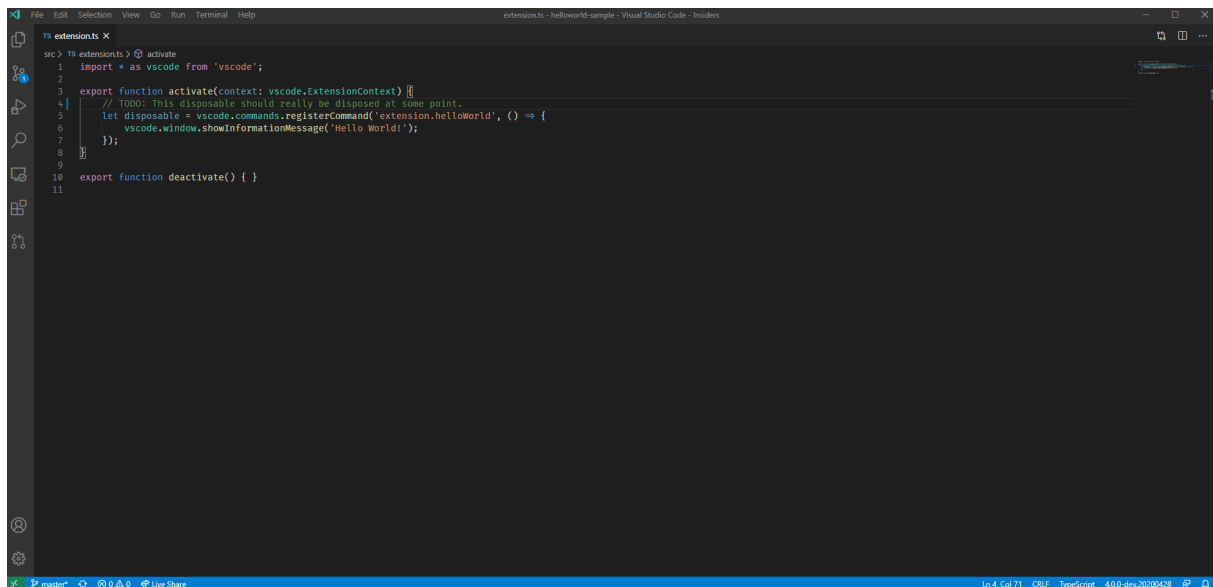 File Edit Selection View Go Run Terminal Help
extension.ts - helloworld-sample - Visual Studio Code - Insiders
TS extension.ts
src > TS extension.ts > activate
1 import * as vscode from 'vscode';
2
3 export function activate(context: vscode.ExtensionContext) {
4 // TODO: This disposable should really be disposed at some point.
5 let disposable = vscode.commands.registerCommand('extension.helloWorld', () ⇒ {
6 vscode.window.showInformationMessage('Hello World!');
7 });
8 }
9
10 export function deactivate() { }
11
1
master* 0 0 Live Share
Ln 4, Col 71 CRLF TypeScript 4.0.0-dev.20200428